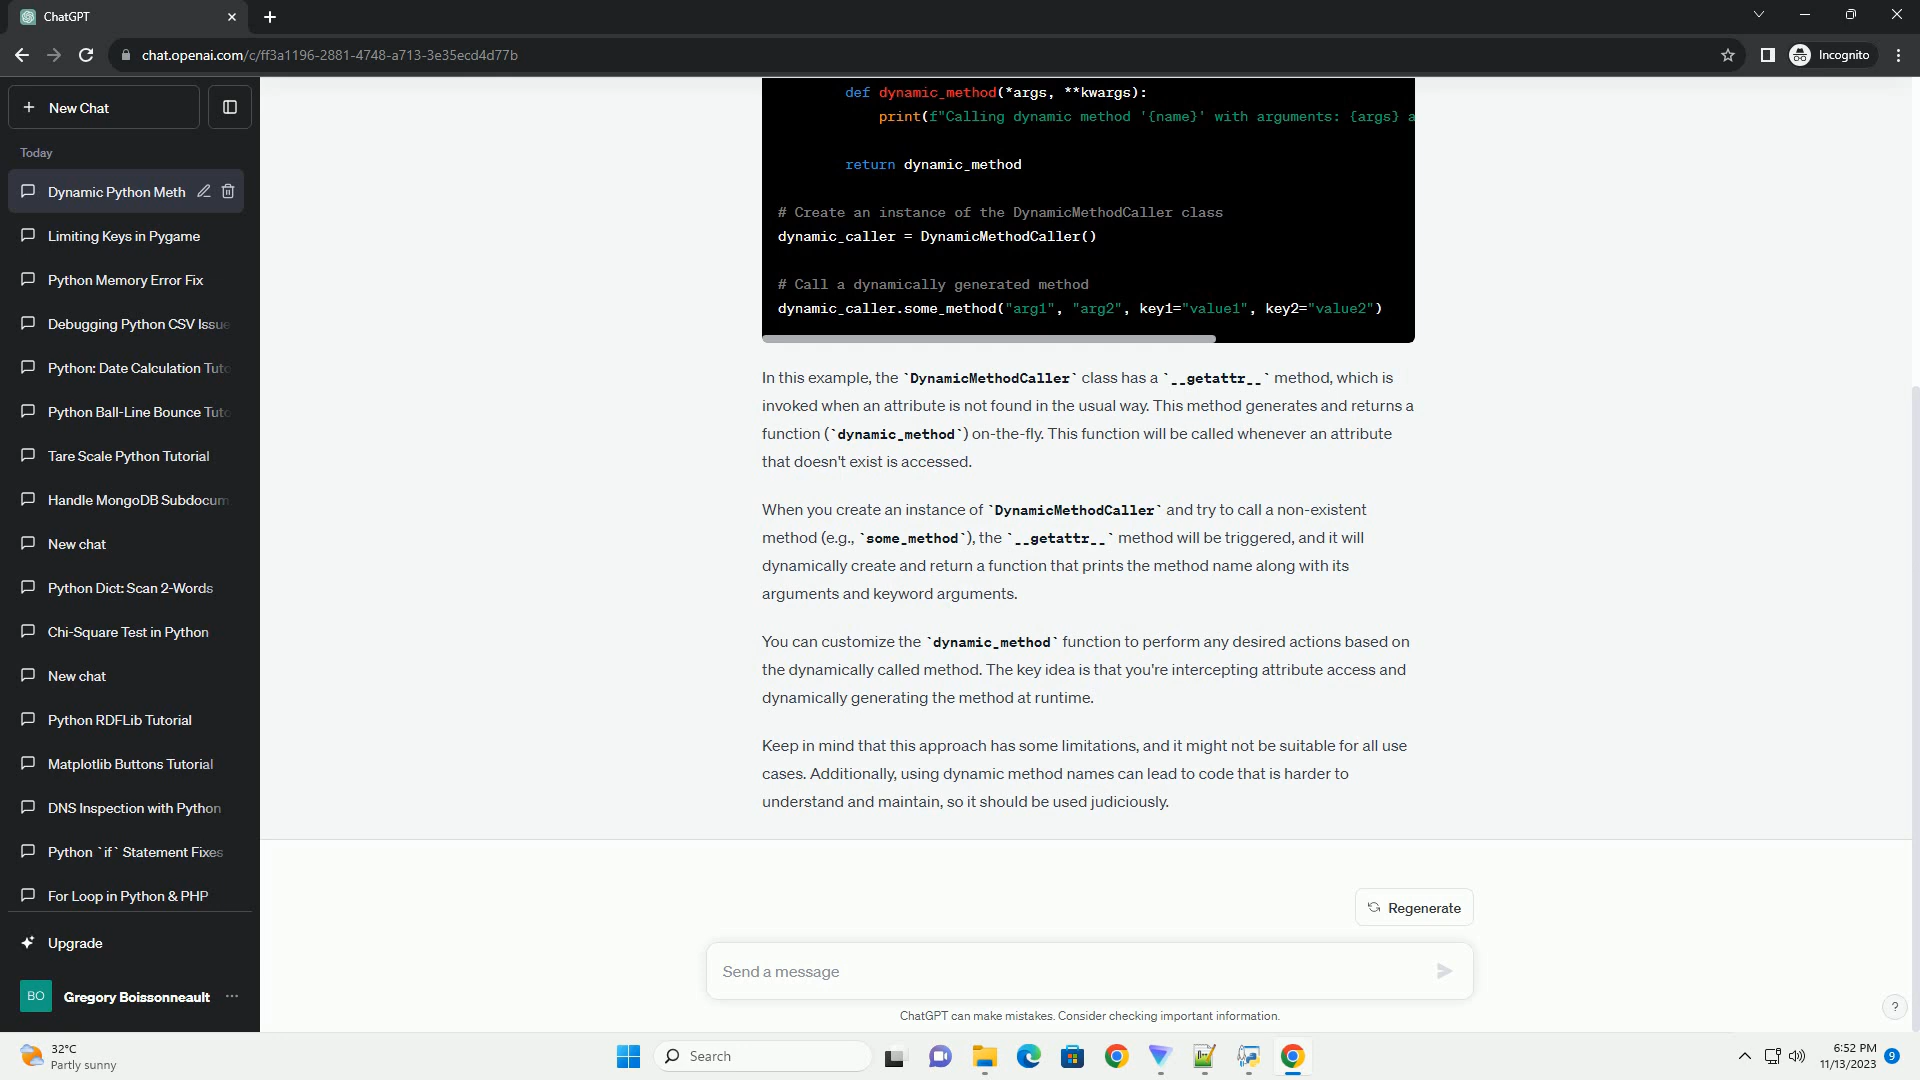 ChatGPT
chat.openai.com/c/ff3a1196-2881-4748-a713-3e35ecd4d77b
Incognito
New Chat
Today
Dynamic Python Meth
Limiting Keys in Pygame
Python Memory Error Fix
Debugging Python CSV Issue
Python: Date Calculation Tuto
Python Ball-Line Bounce Tuto
Tare Scale Python Tutorial
Handle MongoDB Subdocum
New chat
Python Dict: Scan 2-Words
Chi-Square Test in Python
New chat
Python RDFLib Tutorial
Matplotlib Buttons Tutorial
DNS Inspection with Python
Python `if` Statement Fixes
For Loop in Python & PHP
Upgrade
BO
Gregory Boissonneault
def dynamic_method(*args, **kwargs):
print(f"Calling dynamic method '{name}' with arguments: {args} a
return dynamic_method
# Create an instance of the DynamicMethodCaller class
dynamic_caller = DynamicMethodCaller()
# Call a dynamically generated method
dynamic_caller.some_method("arg1", "arg2", key1="value1", key2="value2")
In this example, the `DynamicMethodCaller` class has a `__getattr__` method, which is
invoked when an attribute is not found in the usual way. This method generates and returns a
function (`dynamic_method`) on-the-fly. This function will be called whenever an attribute
that doesn't exist is accessed.
When you create an instance of `DynamicMethodCaller` and try to call a non-existent
method (e.g., `some_method`), the `__getattr__` method will be triggered, and it will
dynamically create and return a function that prints the method name along with its
arguments and keyword arguments.
You can customize the `dynamic_method` function to perform any desired actions based on
the dynamically called method. The key idea is that you're intercepting attribute access and
dynamically generating the method at runtime.
Keep in mind that this approach has some limitations, and it might not be suitable for all use
cases. Additionally, using dynamic method names can lead to code that is harder to
understand and maintain, so it should be used judiciously.
Regenerate
Send a message
ChatGPT can make mistakes. Consider checking important information.
?
32°C
Partly sunny
Search
6:52 PM
11/13/2023
9